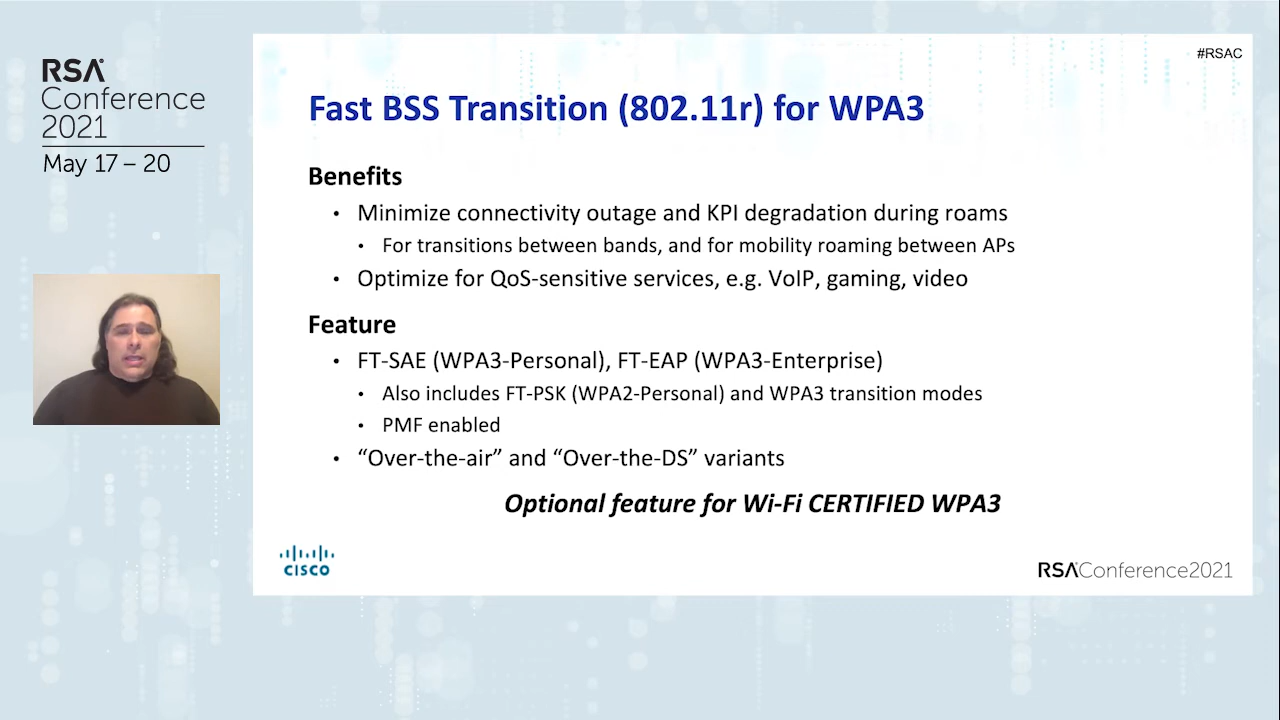 RSA
Conference
2021
May 17 – 20
#RSAC
Fast BSS Transition (802.11r) for WPA3
Benefits
• Minimize connectivity outage and KPI degradation during roams
• For transitions between bands, and for mobility roaming between APs
• Optimize for QoS-sensitive services, e.g. VoIP, gaming, video
Feature
• FT-SAE (WPA3-Personal), FT-EAP (WPA3-Enterprise)
• Also includes FT-PSK (WPA2-Personal) and WPA3 transition modes
• PMF enabled
• “Over-the-air” and “Over-the-DS” variants
Optional feature for Wi-Fi CERTIFIED WPA3
CISCO
RSAConference2021